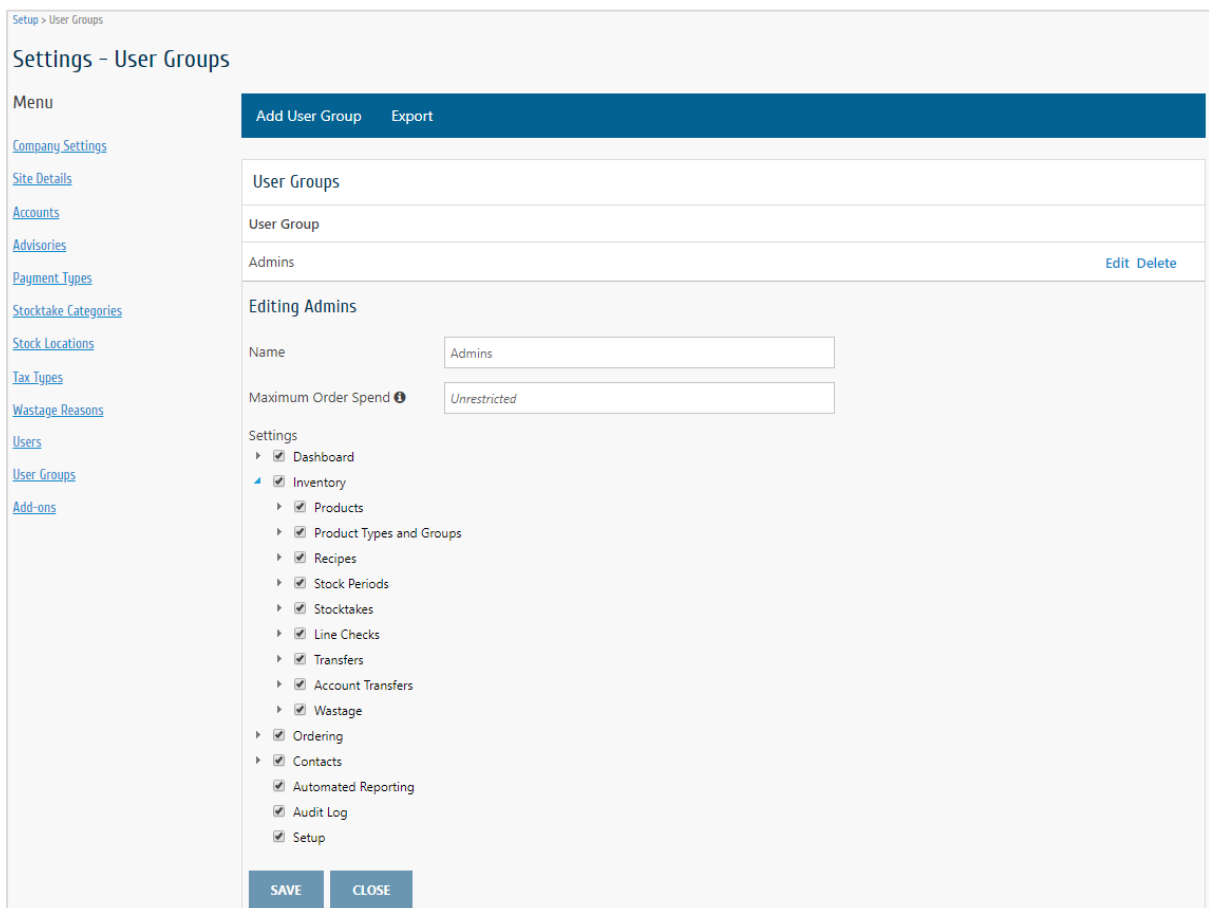 Setup > User Groups
Settings - User Groups
Menu
Company Settings
Site Details
Accounts
Advisories
Payment Types
Stocktake Categories
Stock Locations
Tax Types
Wastage Reasons
Users
User Groups
Add-ons
Add User Group Export
User Groups
User Group
Admins Edit Delete
Editing Admins
Name Admins
Maximum Order Spend Unrestricted
Settings
Dashboard
Inventory
Products
Product Types and Groups
Recipes
Stock Periods
Stocktakes
Line Checks
Transfers
Account Transfers
Wastage
Ordering
Contacts
Automated Reporting
Audit Log
Setup
SAVE CLOSE